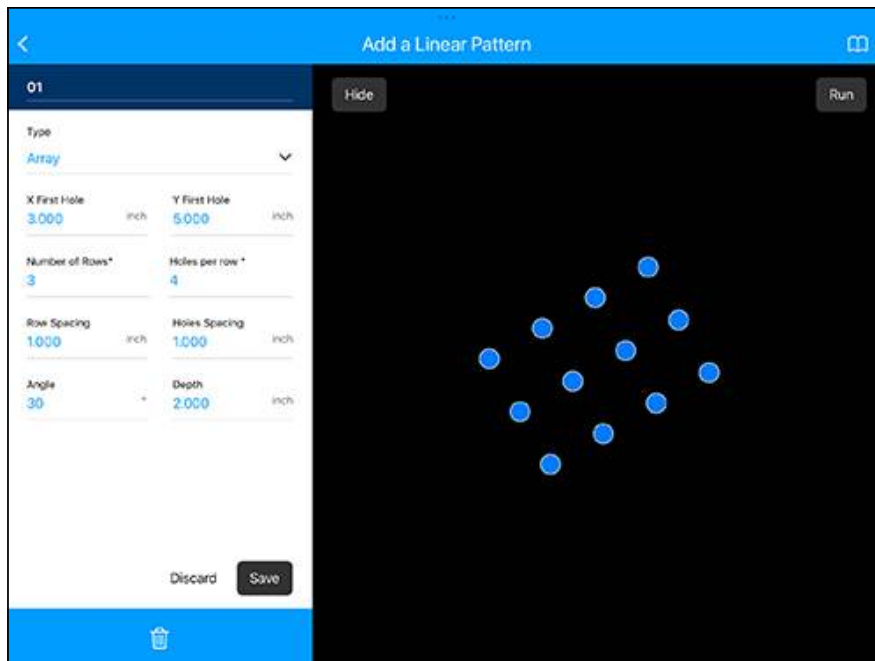 Add a Linear Pattern
01
Hide
Run
Type
Array
X First Hole
Y First Hole
3.000 inch
5.000 inch
Number of Rows*
Holes per row *
3
4
Row Spacing
Holes Spacing
1.000 inch
1.000 inch
Angle
Depth
30 °
2.000 inch
Discard
Save